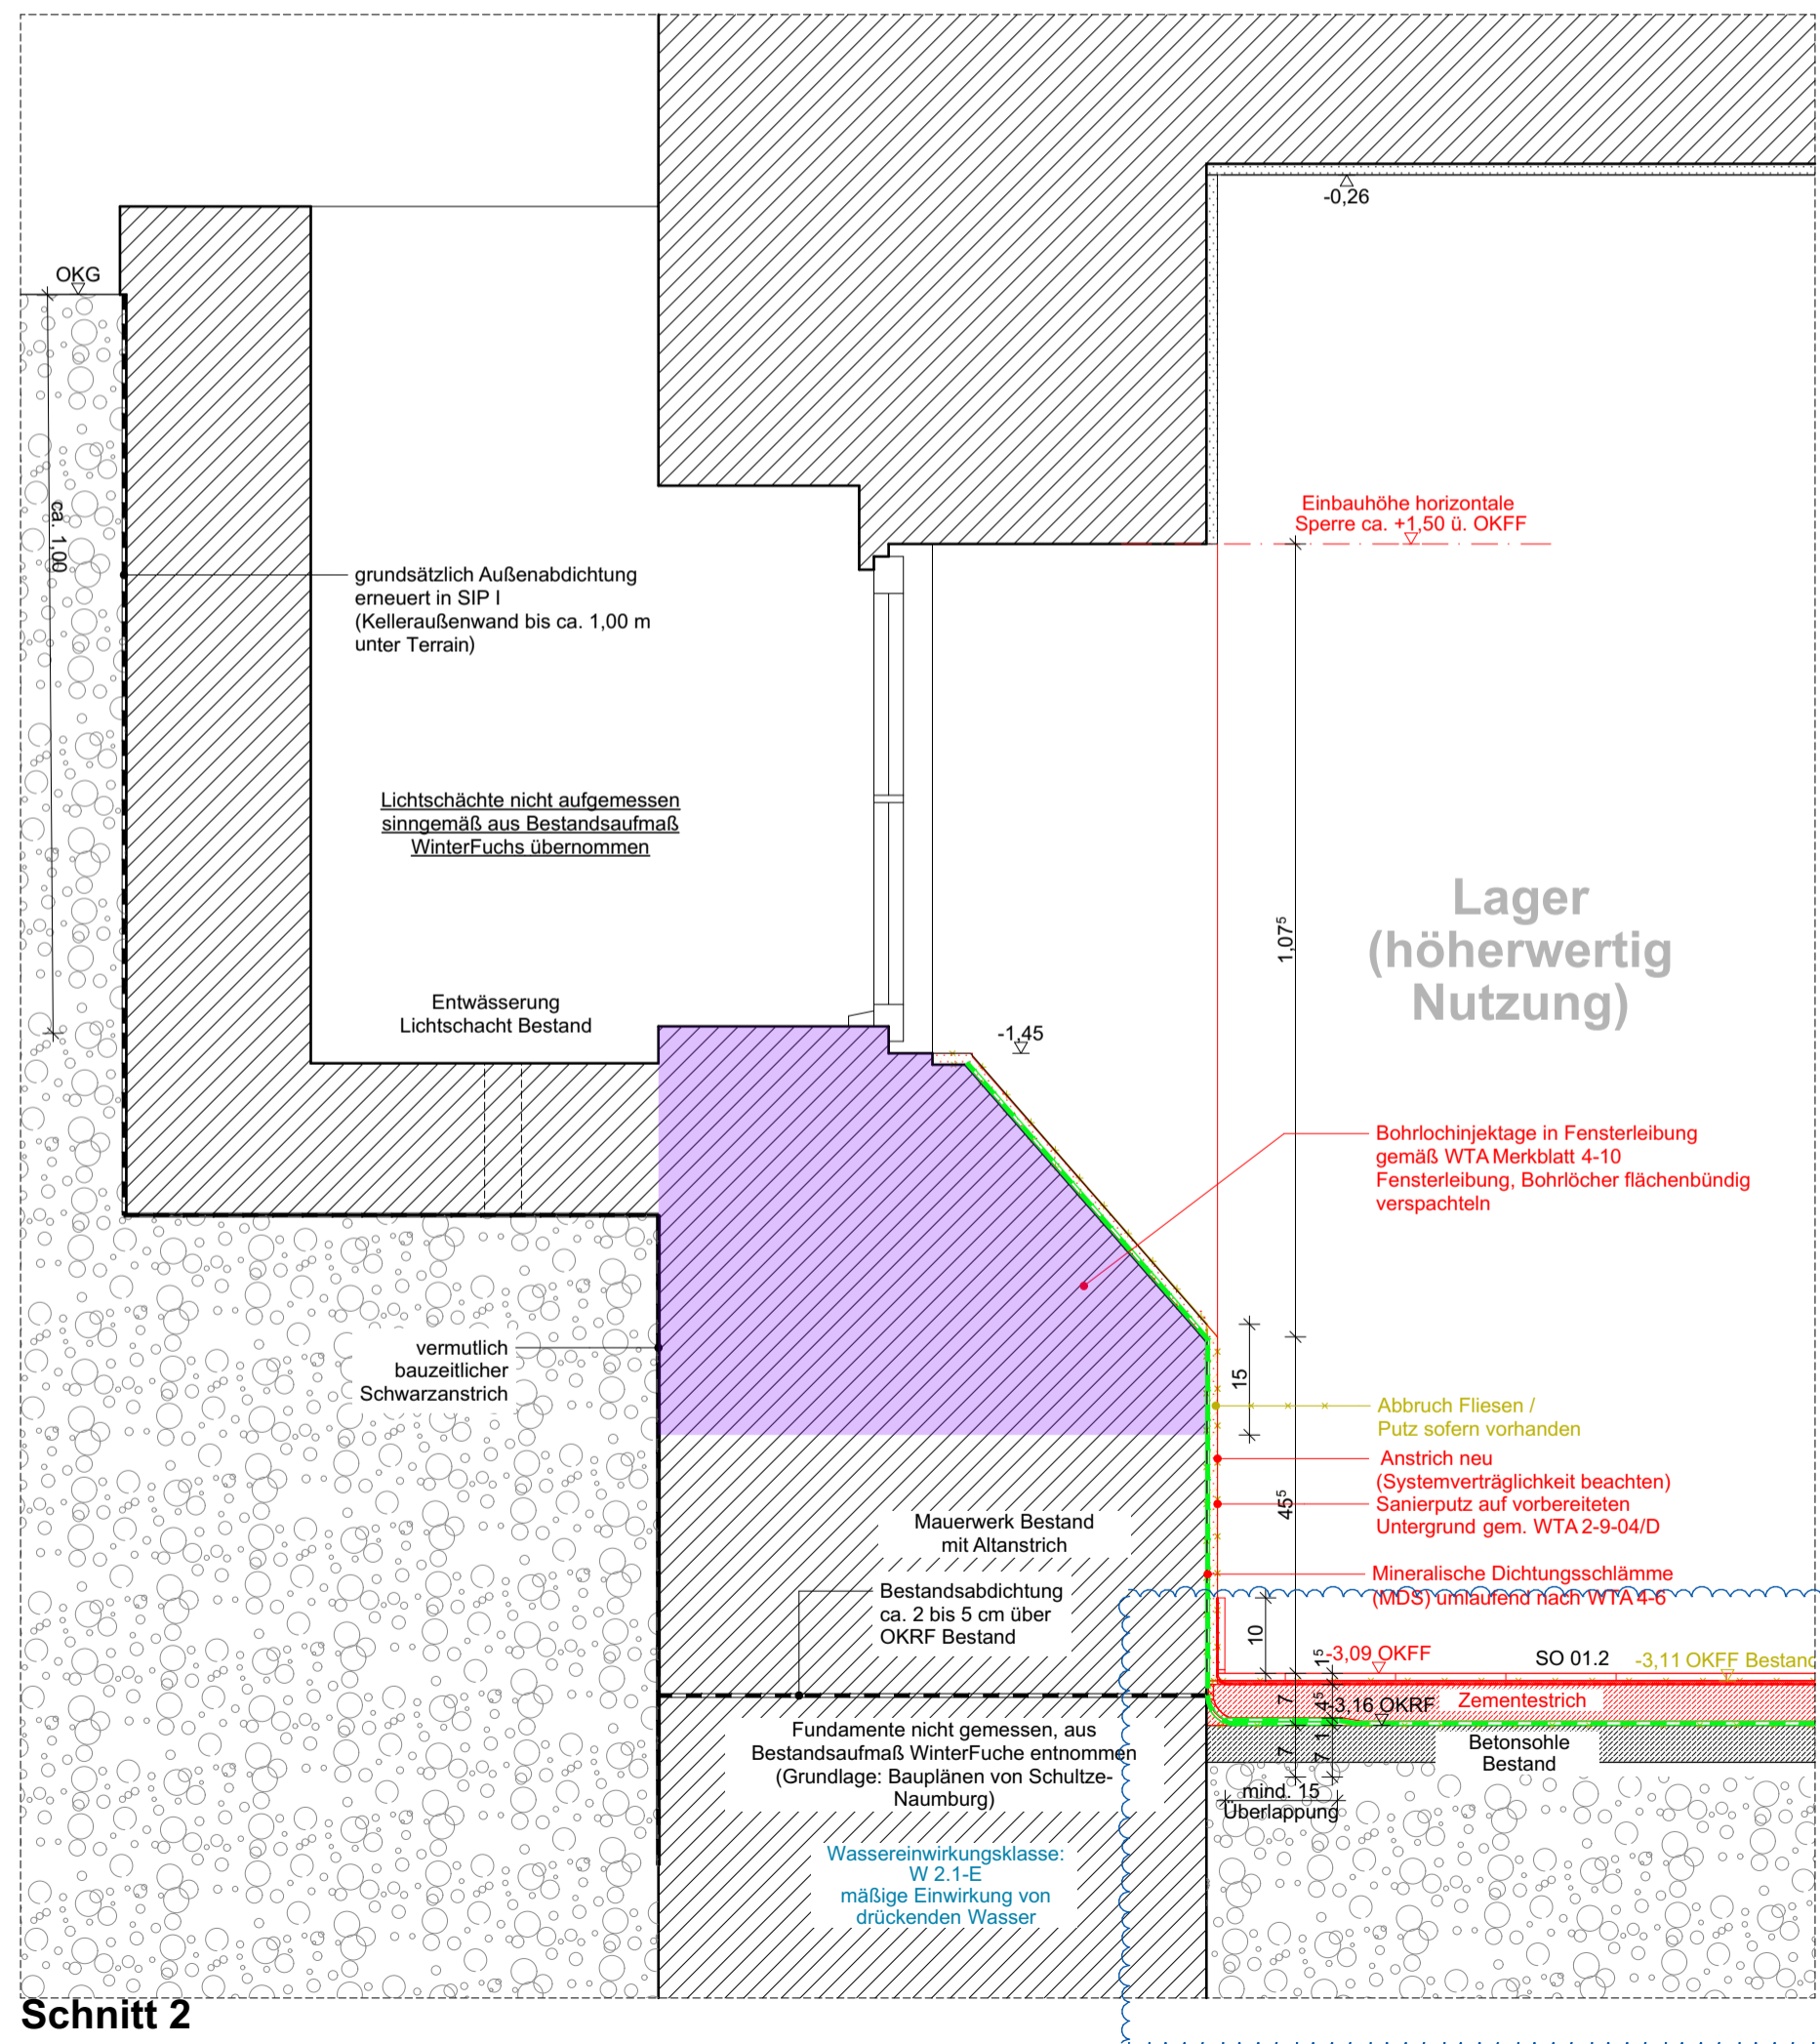 -0,26
OKG
Einbauhöhe horizontale
Sperre ca. +1,50 ü. OKFF
ca. 1,00
grundsätzlich Außenabdichtung
erneuert in SIP I
(Kelleraußenwand bis ca. 1,00 m
unter Terrain)
Lichtschächte nicht aufgemessen
sinngemäß aus Bestandsaufmaß
WinterFuchs übernommen
Lager
(höherwertig
Nutzung)
1,07⁵
Entwässerung
Lichtschacht Bestand
-1,45
Bohrlochinjektage in Fensterleibung
gemäß WTA Merkblatt 4-10
Fensterleibung, Bohrlöcher flächenbündig
verspachteln
vermutlich
bauzeitlicher
Schwarzanstrich
15
Abbruch Fliesen /
Putz sofern vorhanden
Anstrich neu
(Systemverträglichkeit beachten)
Sanierputz auf vorbereiteten
Untergrund gem. WTA 2-9-04/D
45⁵
Mauerwerk Bestand
mit Altanstrich
Mineralische Dichtungsschlämme
(MDS) umlaufend nach WTA 4-6
Bestandsabdichtung
ca. 2 bis 5 cm über
OKRF Bestand
10
1⁵
-3,09 OKFF
SO 01.2
-3,11 OKFF Bestand
7
4⁵
-3,16 OKRF
Zementestrich
1
7
7
Betonsohle
Bestand
Fundamente nicht gemessen, aus
Bestandsaufmaß WinterFuche entnommen
(Grundlage: Bauplänen von Schultze-
Naumburg)
mind. 15
Überlappung
Wassereinwirkungsklasse:
W 2.1-E
mäßige Einwirkung von
drückenden Wasser
Schnitt 2